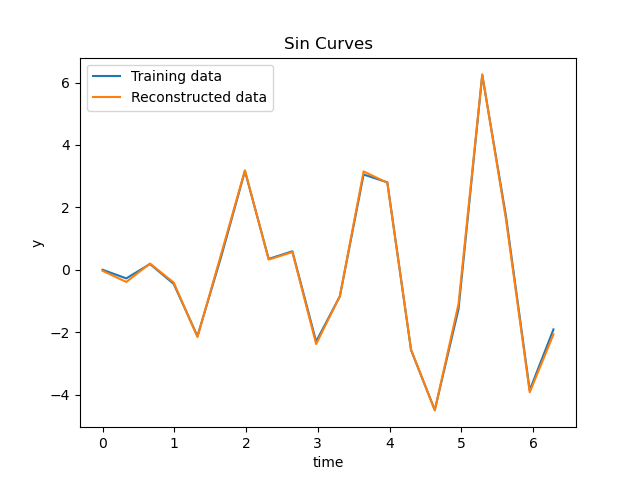 Sin Curves
Training data
Reconstructed data
6
4
2
0
−2
−4
y
0 1 2 3 4 5 6
time